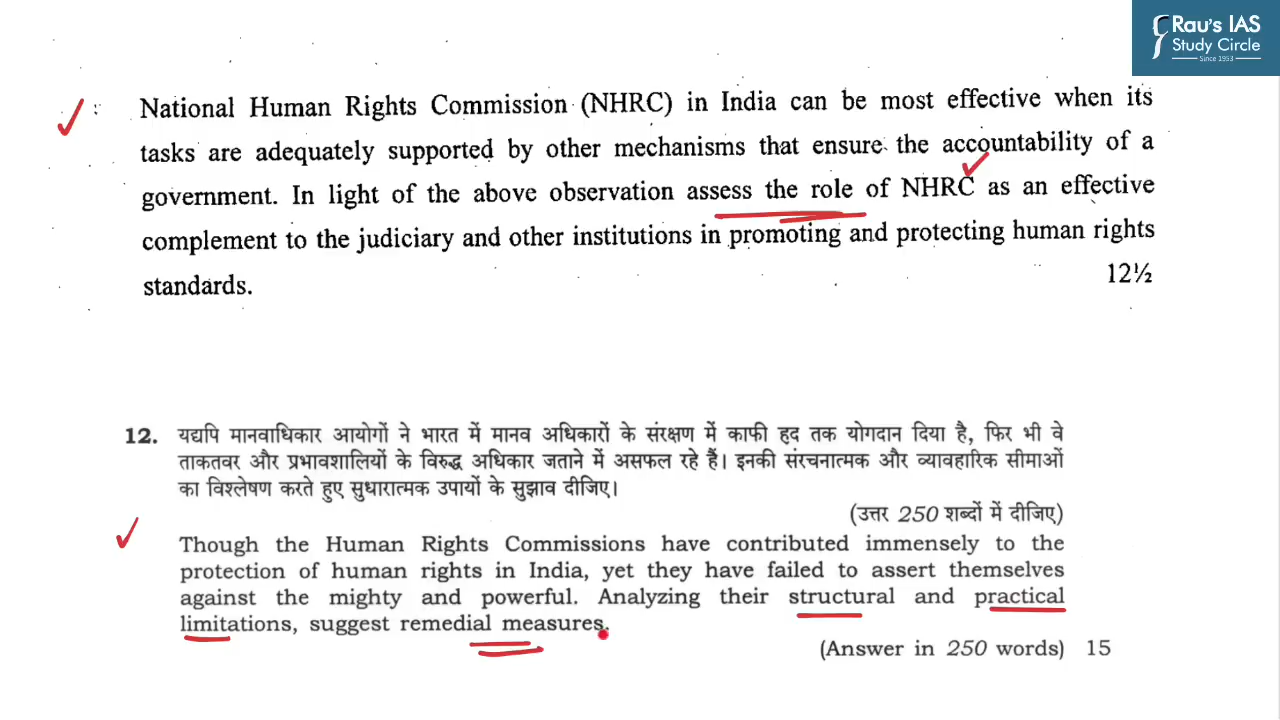 Rau's IAS
Study Circle
Since 1953
National Human Rights Commission (NHRC) in India can be most effective when its
tasks are adequately supported by other mechanisms that ensure the accountability of a
government. In light of the above observation assess the role of NHRC as an effective
complement to the judiciary and other institutions in promoting and protecting human rights
standards. 12½
12. यद्यपि मानवाधिकार आयोगों ने भारत में मानव अधिकारों के संरक्षण में काफी हद तक योगदान दिया है, फिर भी वे
ताकतवर और प्रभावशालियों के विरुद्ध अधिकार जताने में असफल रहे हैं। इनकी संरचनात्मक और व्यावहारिक सीमाओं
का विश्लेषण करते हुए सुधारात्मक उपायों के सुझाव दीजिए।
(उत्तर 250 शब्दों में दीजिए)
Though the Human Rights Commissions have contributed immensely to the
protection of human rights in India, yet they have failed to assert themselves
against the mighty and powerful. Analyzing their structural and practical
limitations, suggest remedial measures.
(Answer in 250 words) 15